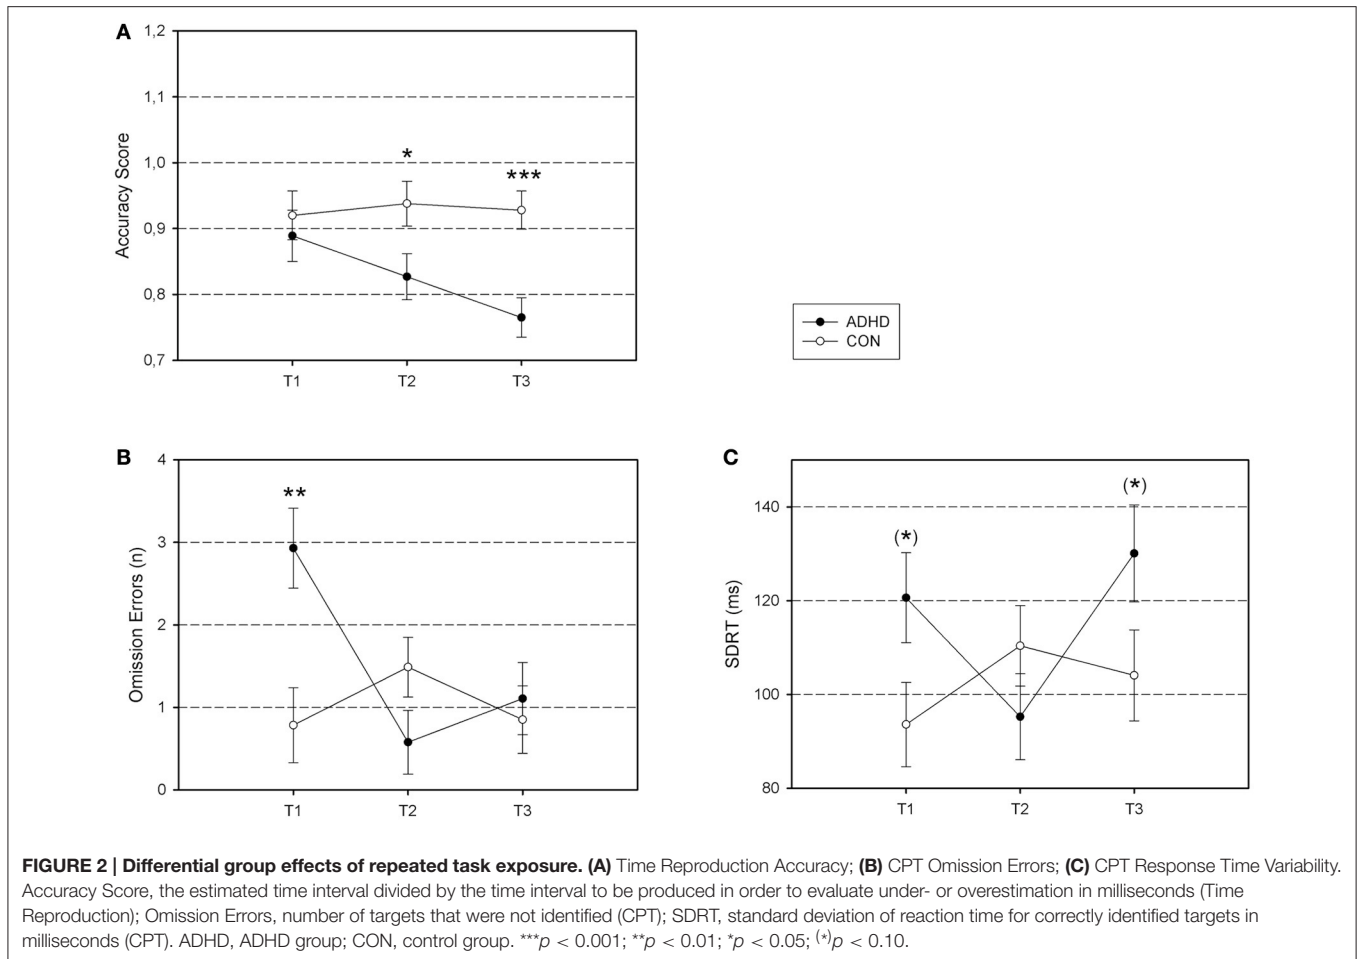 A
1,2
1,1
1,0
0,9
0,8
0,7
Accuracy Score
*
***
T1 T2 T3
ADHD
CON
B
4
3
2
1
0
Omission Errors (n)
**
T1 T2 T3
C
140
120
100
80
SDRT (ms)
(*)
(*)
T1 T2 T3
FIGURE 2 | Differential group effects of repeated task exposure. (A) Time Reproduction Accuracy; (B) CPT Omission Errors; (C) CPT Response Time Variability.
Accuracy Score, the estimated time interval divided by the time interval to be produced in order to evaluate under- or overestimation in milliseconds (Time
Reproduction); Omission Errors, number of targets that were not identified (CPT); SDRT, standard deviation of reaction time for correctly identified targets in
milliseconds (CPT). ADHD, ADHD group; CON, control group. ***p < 0.001; **p < 0.01; *p < 0.05; (*)p < 0.10.